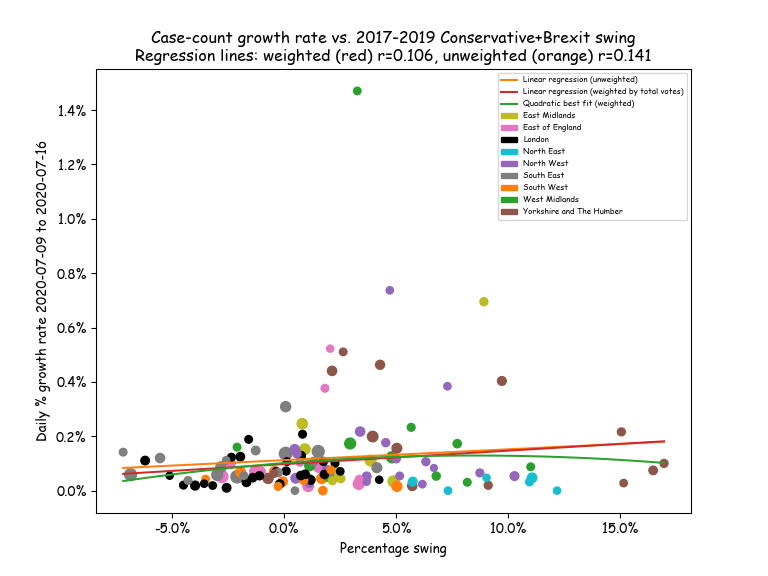 Case-count growth rate vs. 2017-2019 Conservative+Brexit swing
Regression lines: weighted (red) r=0.106, unweighted (orange) r=0.141
Linear regression (unweighted)
Linear regression (weighted by total votes)
Quadratic best fit (weighted)
East Midlands
East of England
London
North East
North West
South East
South West
West Midlands
Yorkshire and The Humber
Daily % growth rate 2020-07-09 to 2020-07-16
1.4%
1.2%
1.0%
0.8%
0.6%
0.4%
0.2%
0.0%
-5.0% 0.0% 5.0% 10.0% 15.0%
Percentage swing